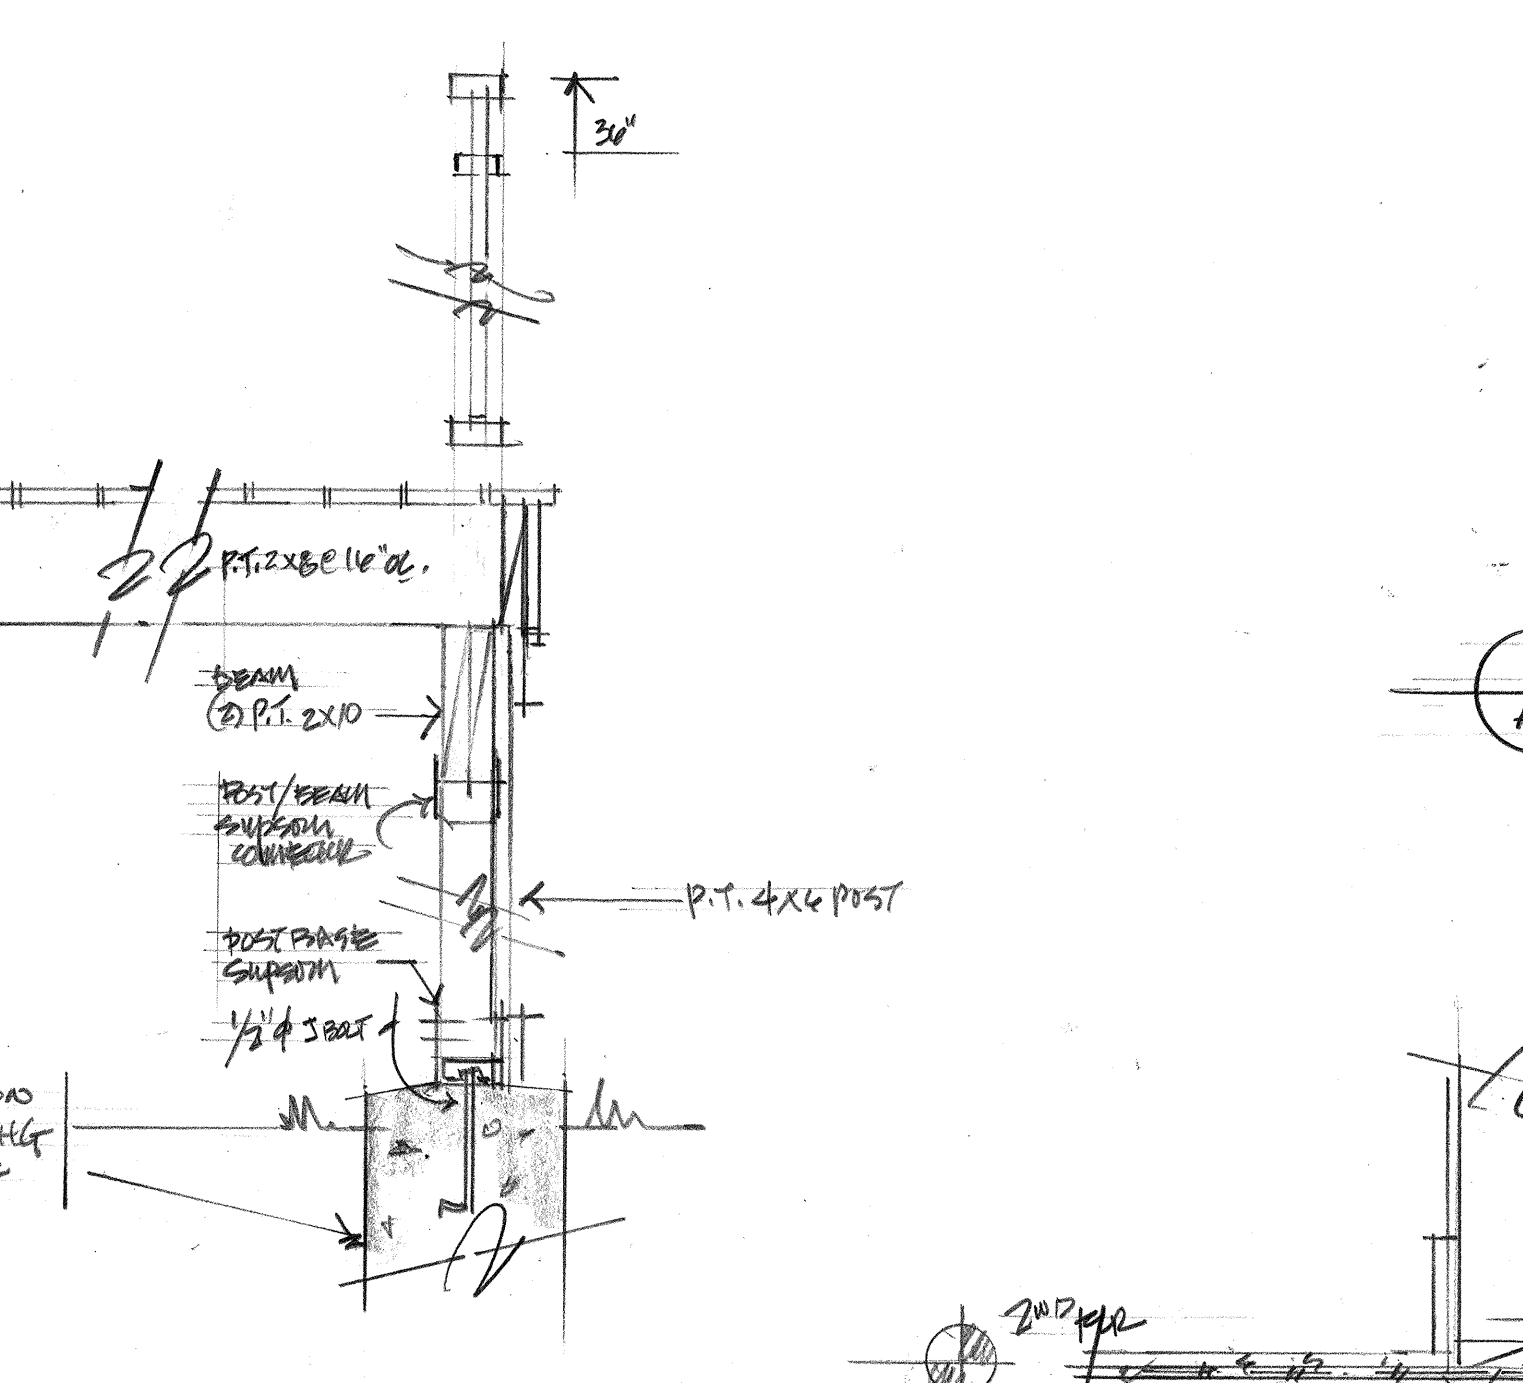 36"
P.T. 2X8 @ 16" OC.
BEAM
(2) P.T. 2X10
POST/BEAM
SIMPSON
CONNECTOR
P.T. 4X6 POST
POST BASE
SIMPSON
1/2" φ J BOLT
2ND FLR